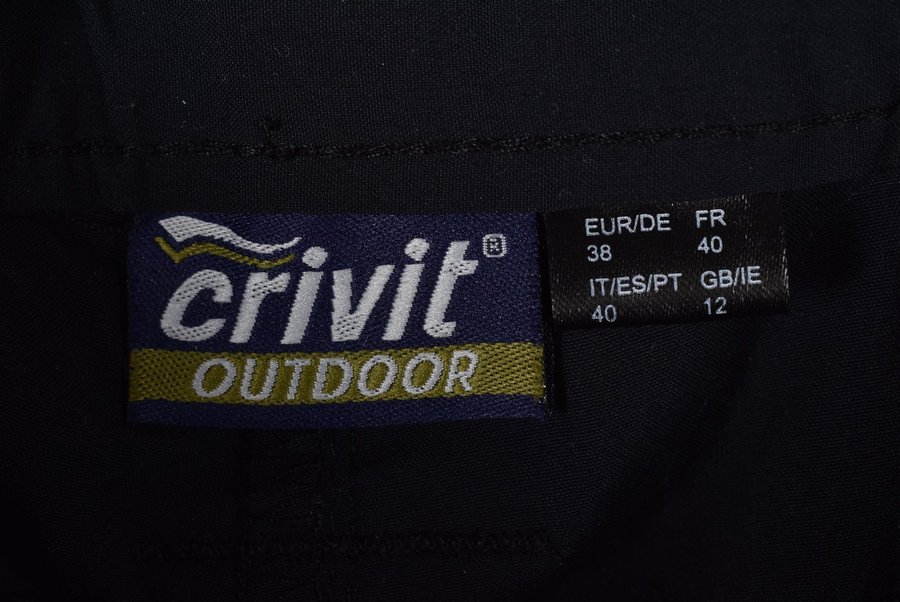 crivit®
OUTDOOR
EUR/DE FR
38 40
IT/ES/PT GB/IE
40 12